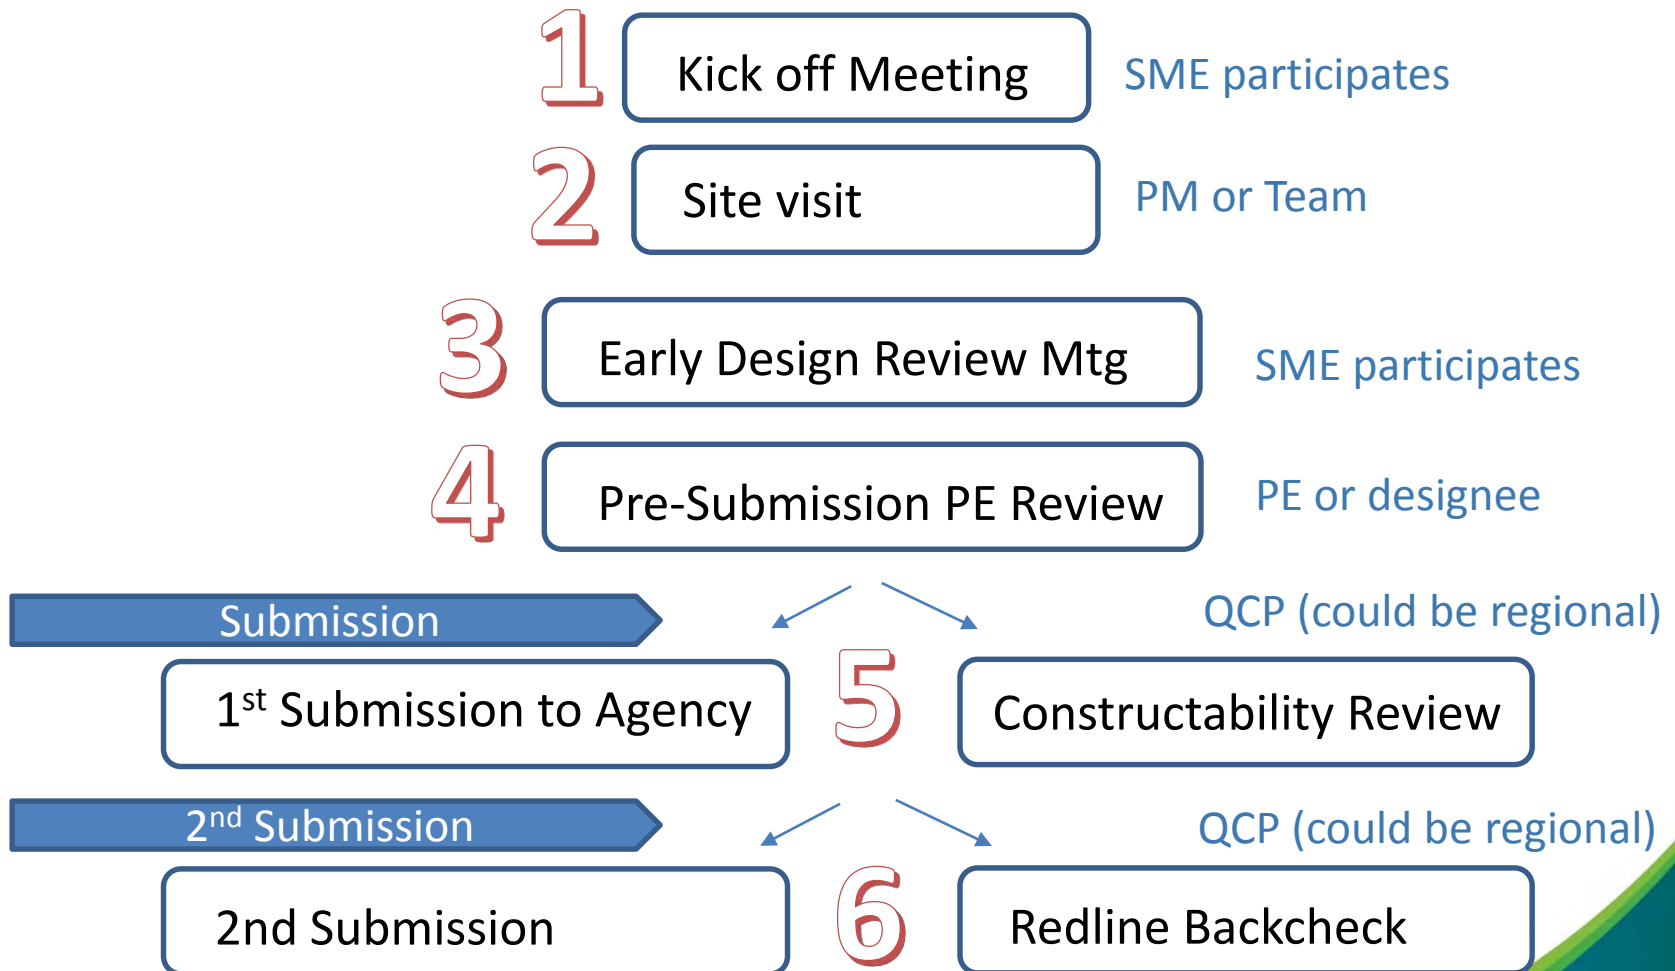 1 Kick off Meeting SME participates
2 Site visit PM or Team
3 Early Design Review Mtg SME participates
4 Pre-Submission PE Review PE or designee
Submission QCP (could be regional)
1st Submission to Agency 5 Constructability Review
2nd Submission QCP (could be regional)
2nd Submission 6 Redline Backcheck